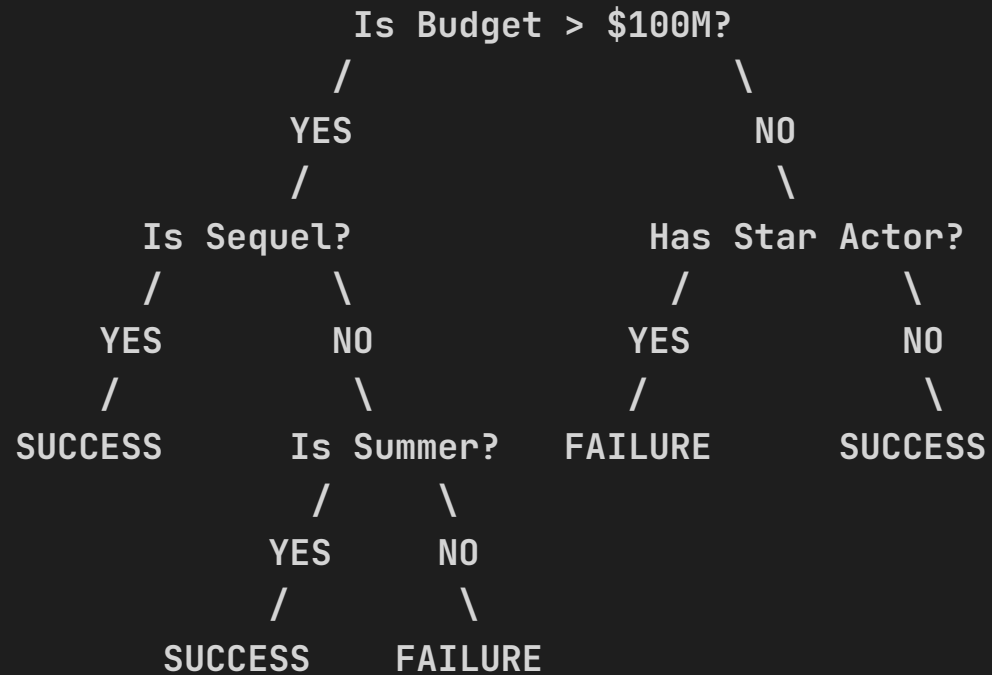 Is Budget > $100M?
/ \
YES NO
/ \
Is Sequel? Has Star Actor?
/ \ / \
YES NO YES NO
/ \ / \
SUCCESS Is Summer? FAILURE SUCCESS
/ \
YES NO
/ \
SUCCESS FAILURE